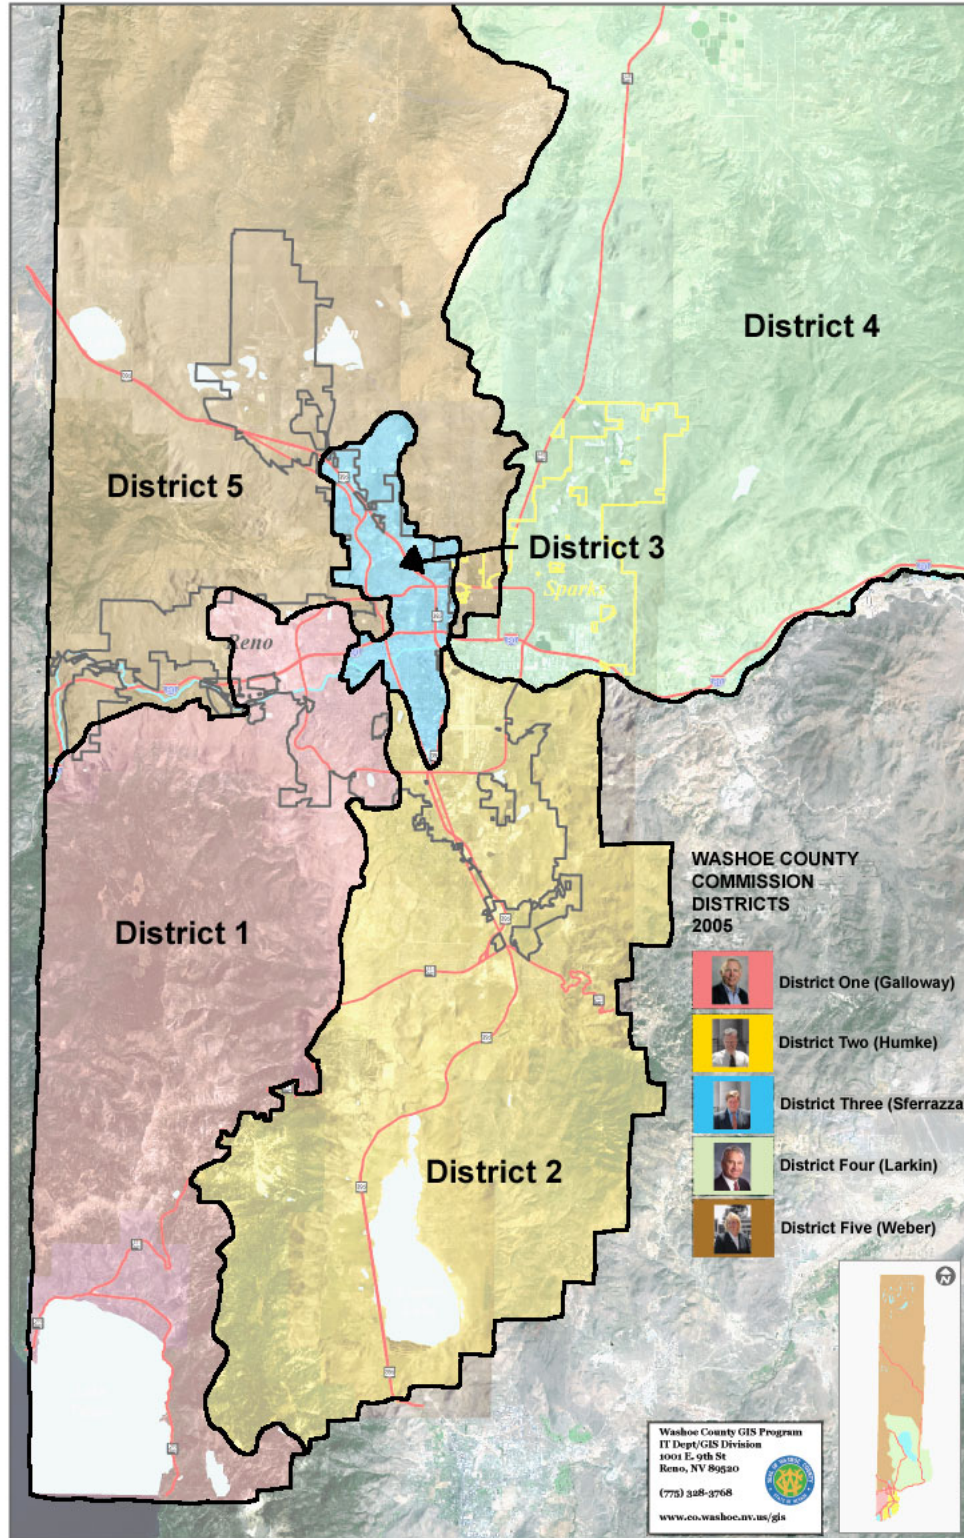 District 4
District 5
District 3
Sparks
Reno
District 1
District 2
WASHOE COUNTY
COMMISSION
DISTRICTS
2005
District One (Galloway)
District Two (Humke)
District Three (Sferrazza
District Four (Larkin)
District Five (Weber)
Washoe County GIS Program
IT Dept/GIS Division
1001 E. 9th St
Reno, NV 89520
(775) 328-3768
www.co.washoe.nv.us/gis